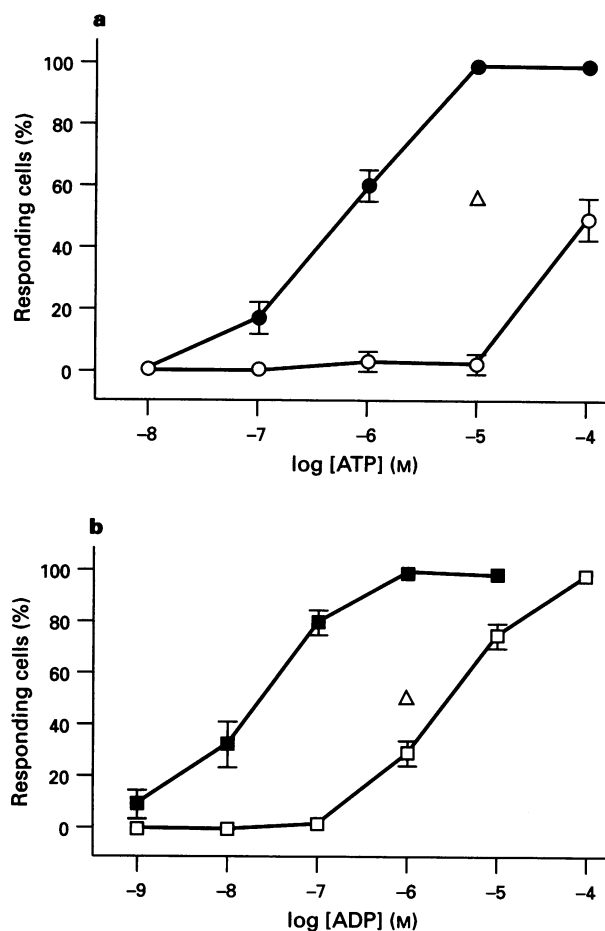 a
100
80
60
40
20
0
Responding cells (%)
–8 –7 –6 –5 –4
log [ATP] (M)
b
100
80
60
40
20
0
Responding cells (%)
–9 –8 –7 –6 –5 –4
log [ADP] (M)